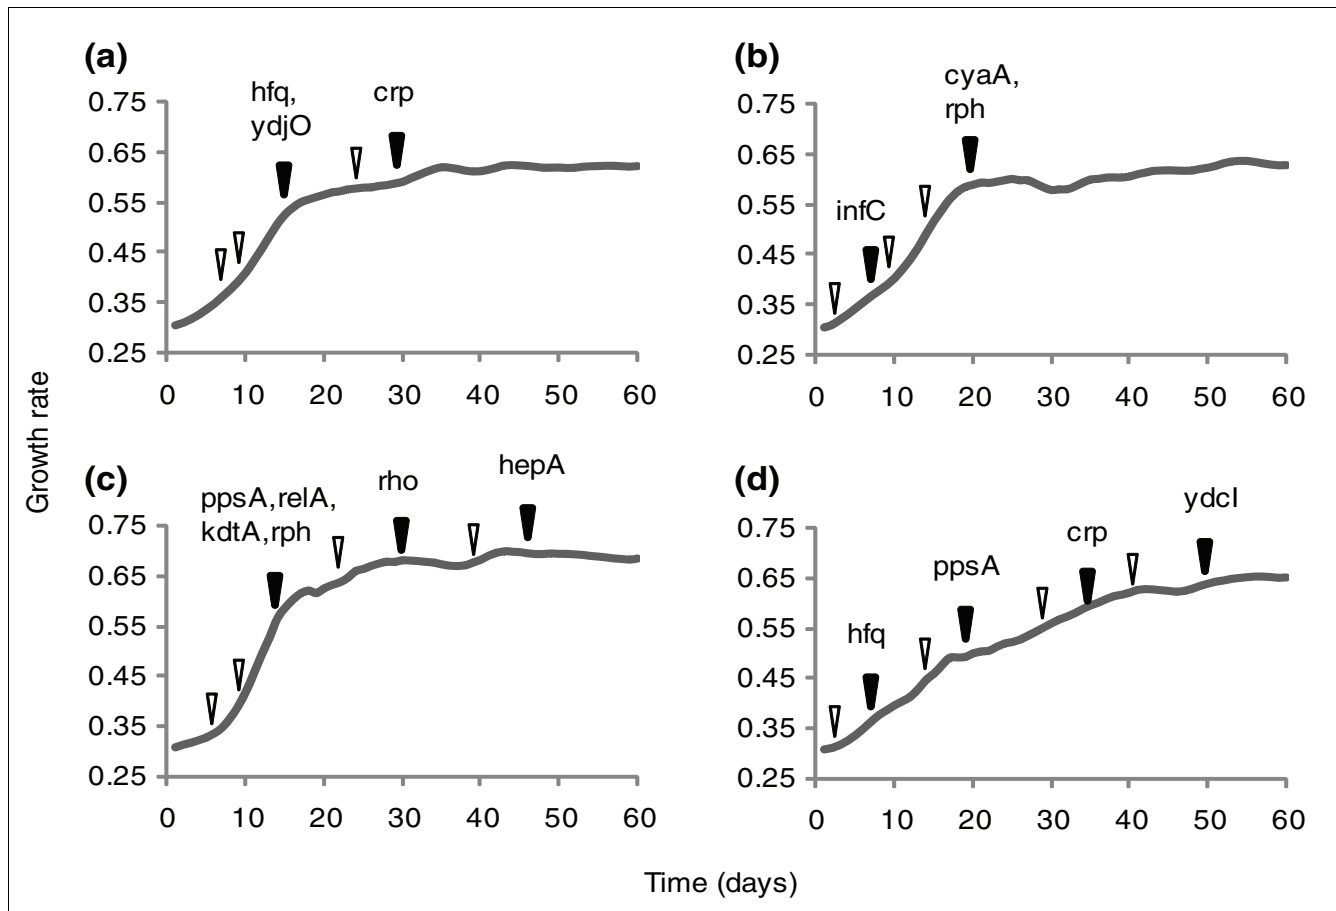 (a)
hfq,
ydjO
crp
0.75
0.65
0.55
0.45
0.35
0.25
0 10 20 30 40 50 60
(b)
cyaA,
rph
infC
0.75
0.65
0.55
0.45
0.35
0.25
0 10 20 30 40 50 60
Growth rate
(c)
ppsA,relA,
kdtA,rph
rho
hepA
0.75
0.65
0.55
0.45
0.35
0.25
0 10 20 30 40 50 60
(d)
hfq
ppsA
crp
ydcI
0.75
0.65
0.55
0.45
0.35
0.25
0 10 20 30 40 50 60
Time (days)